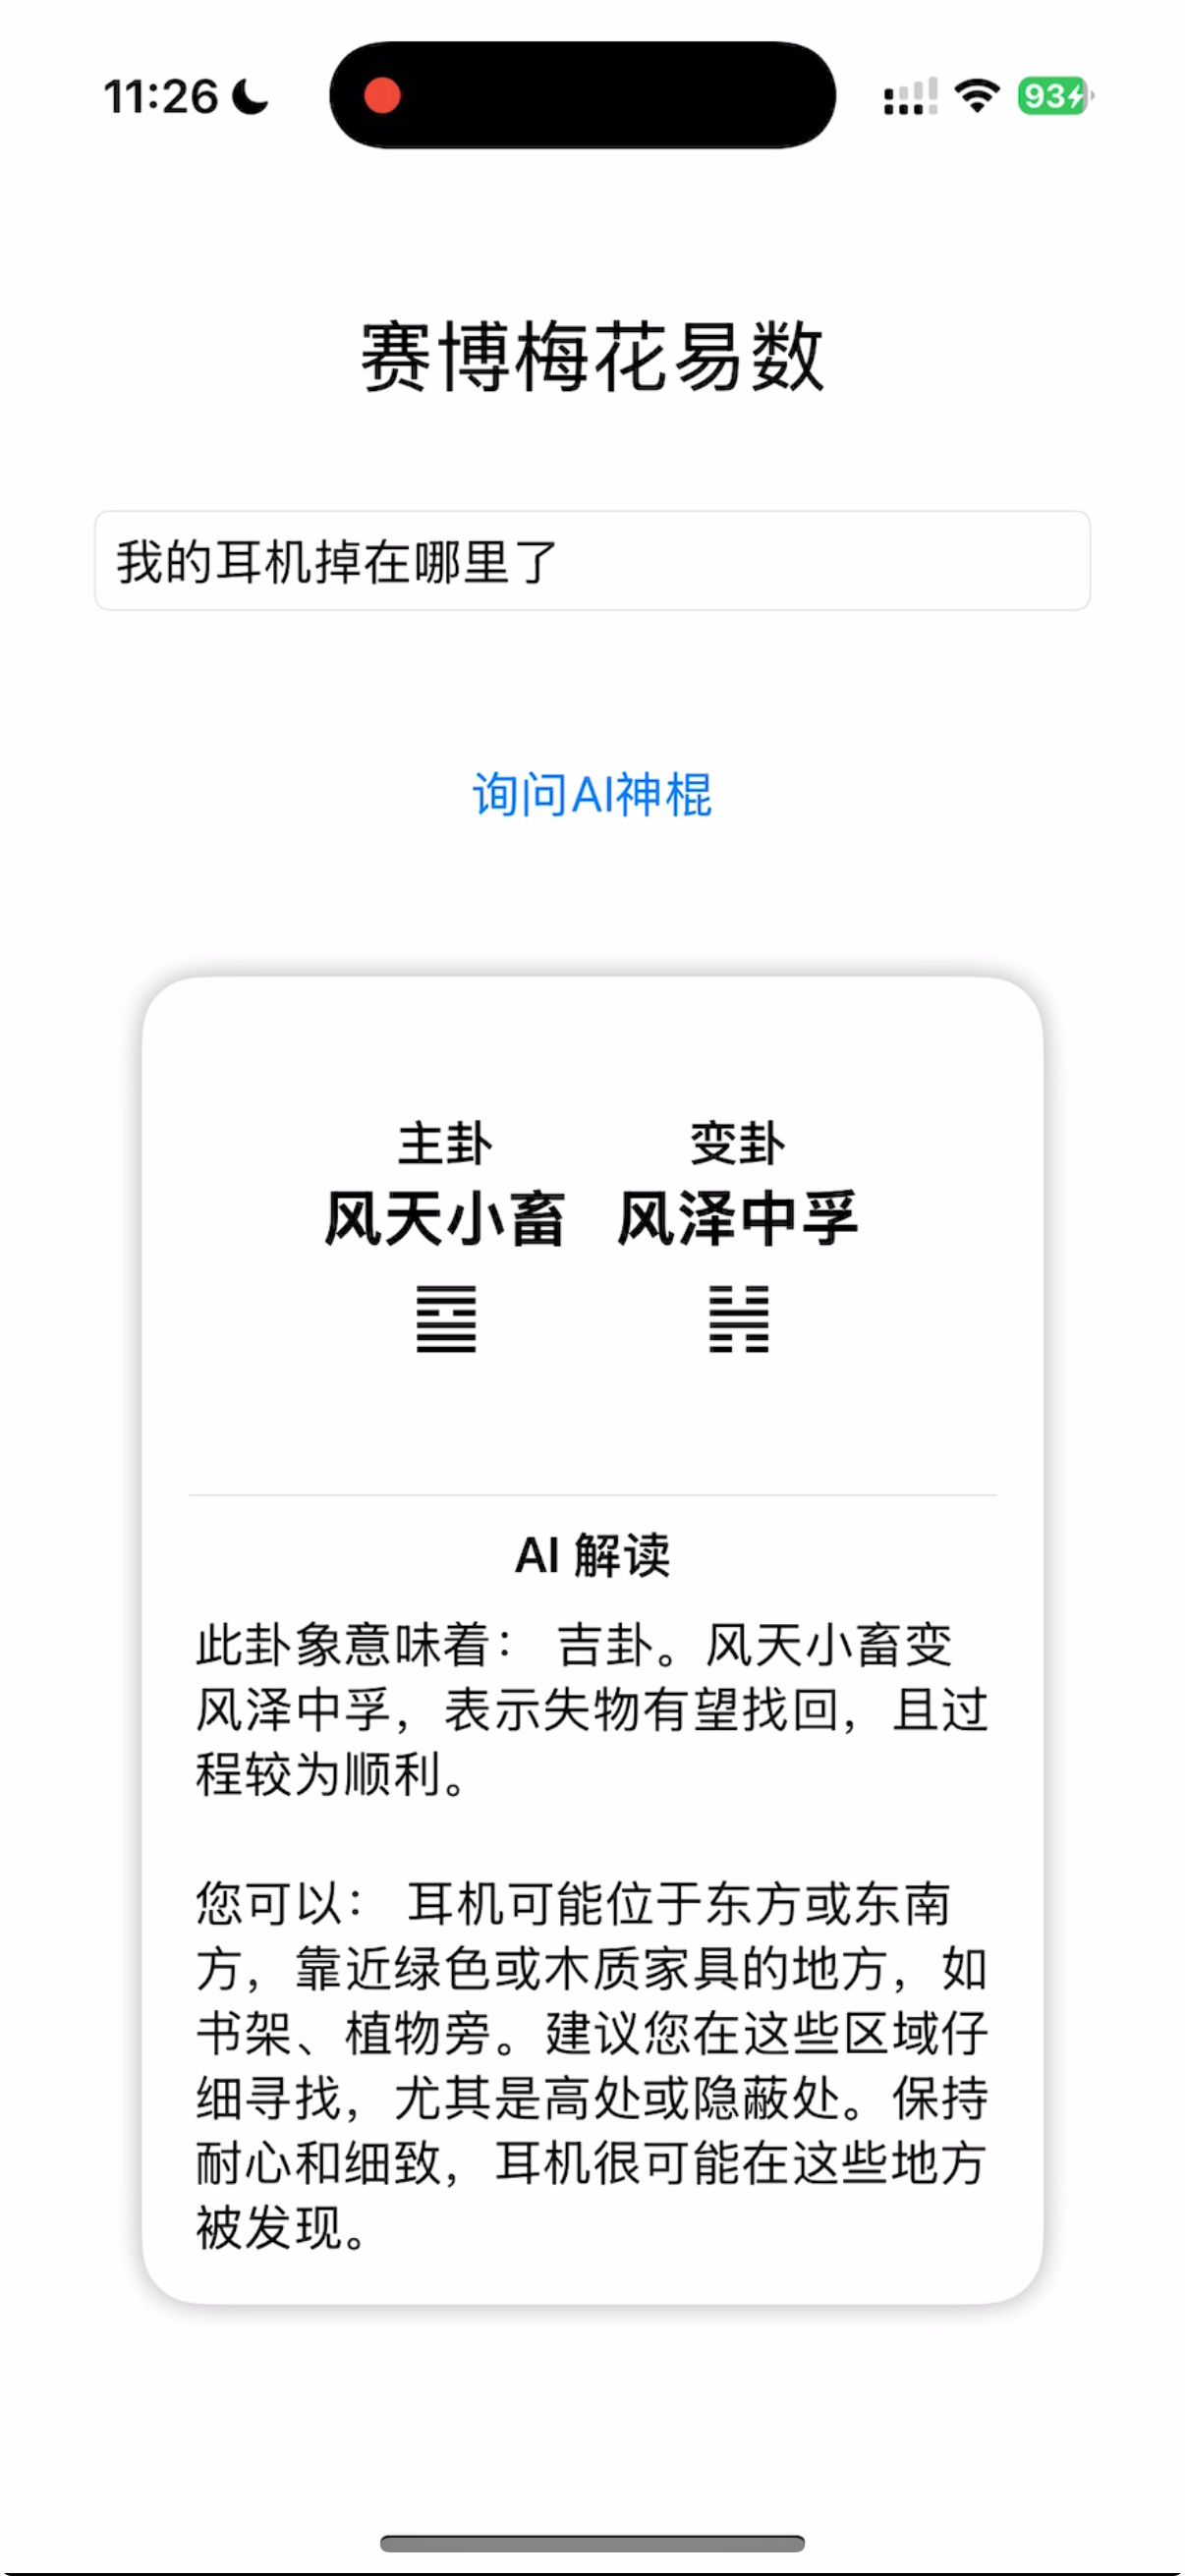 11:26
93
赛博梅花易数
我的耳机掉在哪里了
询问AI神棍
主卦 变卦
风天小畜 风泽中孚
䷈ ䷽
AI 解读
此卦象意味着： 吉卦。风天小畜变
风泽中孚，表示失物有望找回，且过
程较为顺利。
您可以： 耳机可能位于东方或东南
方，靠近绿色或木质家具的地方，如
书架、植物旁。建议您在这些区域仔
细寻找，尤其是高处或隐蔽处。保持
耐心和细致，耳机很可能在这些地方
被发现。